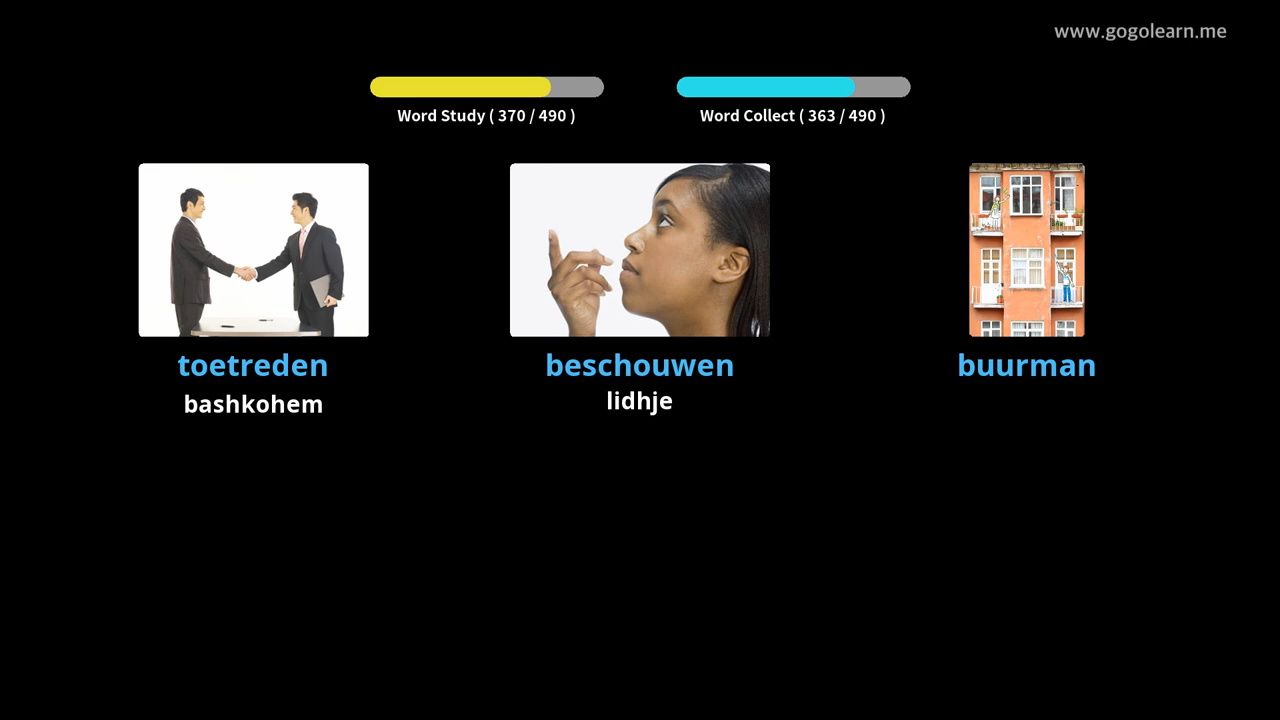 www.gogolearn.me
Word Study ( 370 / 490 )
Word Collect ( 363 / 490 )
toetreden
bashkohem
beschouwen
lidhje
buurman